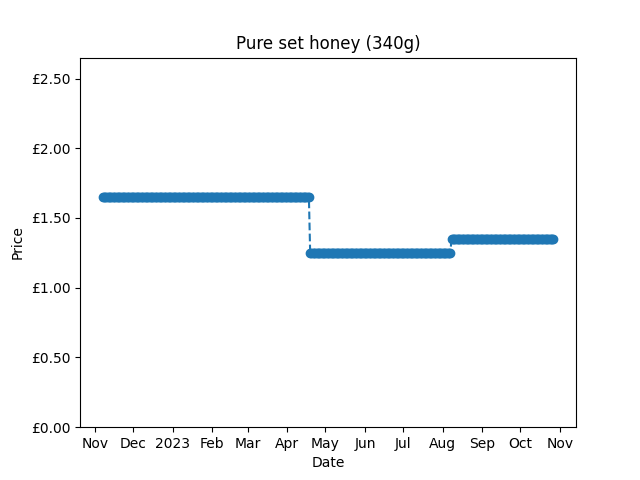 Pure set honey (340g)
£2.50
£2.00
£1.50
£1.00
£0.50
£0.00
Price
Nov Dec 2023 Feb Mar Apr May Jun Jul Aug Sep Oct Nov
Date